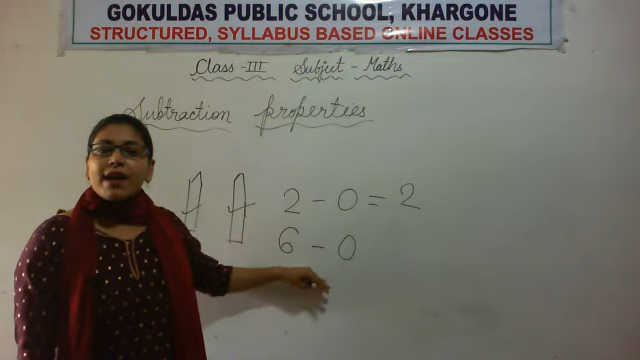 GOKULDAS PUBLIC SCHOOL, KHARGONE
STRUCTURED, SYLLABUS BASED ONLINE CLASSES
Class - III Subject - Maths
Subtraction properties
2 - 0 = 2
6 - 0